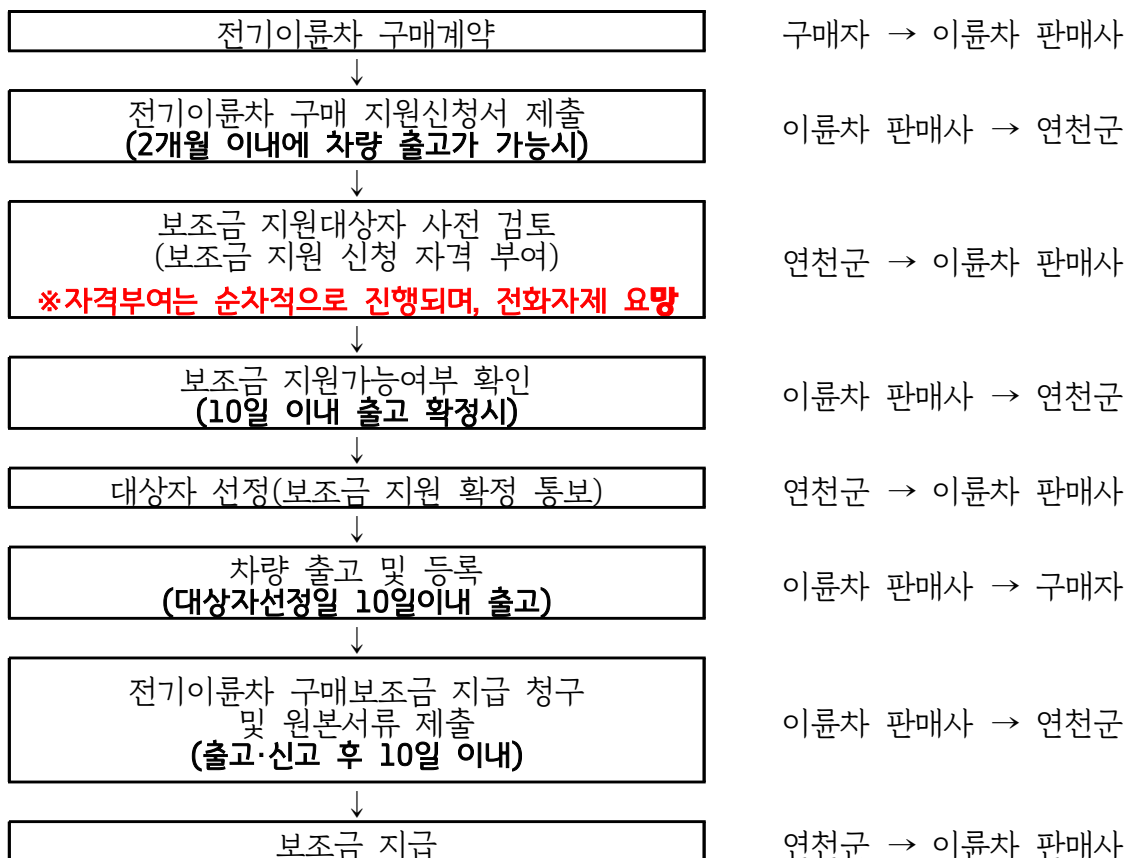 전기이륜차 구매계약 구매자 → 이륜차 판매사
↓
전기이륜차 구매 지원신청서 제출
(2개월 이내에 차량 출고가 가능시) 이륜차 판매사 → 연천군
↓
보조금 지원대상자 사전 검토
(보조금 지원 신청 자격 부여) 연천군 → 이륜차 판매사
※자격부여는 순차적으로 진행되며, 전화자제 요망
↓
보조금 지원가능여부 확인
(10일 이내 출고 확정시) 이륜차 판매사 → 연천군
↓
대상자 선정(보조금 지원 확정 통보) 연천군 → 이륜차 판매사
↓
차량 출고 및 등록
(대상자선정일 10일이내 출고) 이륜차 판매사 → 구매자
↓
전기이륜차 구매보조금 지급 청구
및 원본서류 제출 이륜차 판매사 → 연천군
(출고·신고 후 10일 이내)
↓
보조금 지급 연천군 → 이륜차 판매사